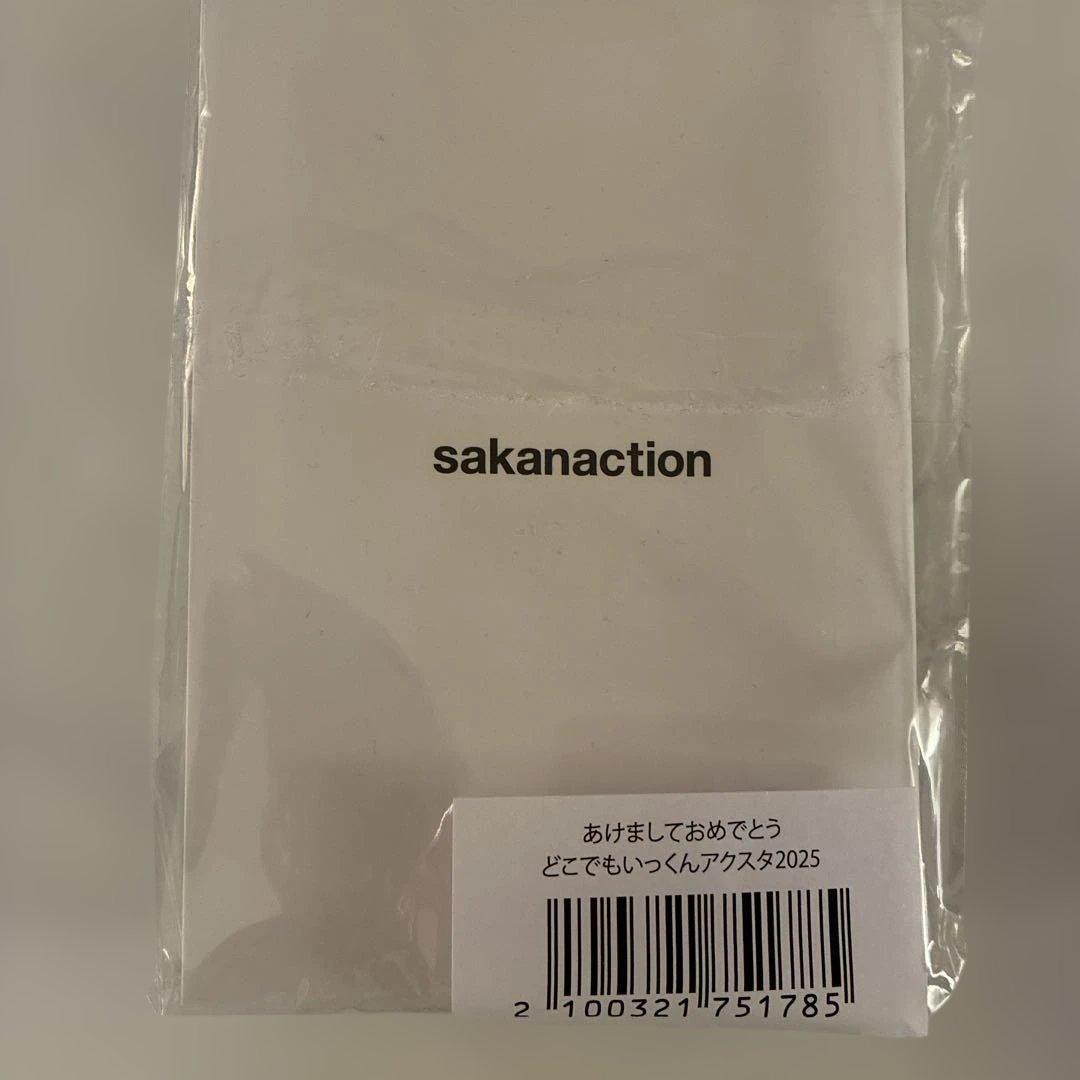 sakanaction
あけましておめでとう
どこでもいっくんアクスタ2025
2 100321 751785